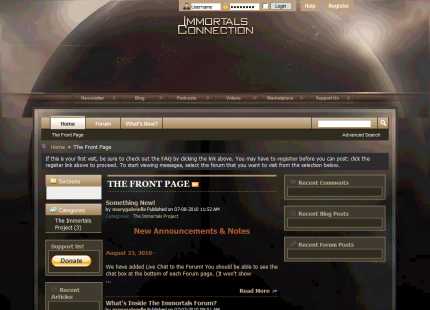 Username
Login
Help
Register
IMMORTALS
CONNECTION
Newsletter
Blog
Podcasts
Videos
Marketplace
Support Us
Home
Forum
What's New?
The Front Page
Advanced Search
Home
The Front Page
If this is your first visit, be sure to check out the FAQ by clicking the link above. You may have to register before you can post: click the
register link above to proceed. To start viewing messages, select the forum that you want to visit from the selection below.
Sections
Categories
The Immortals
Project (3)
Support list
Donate
Recent
Articles
THE FRONT PAGE
Something New!
Published on 07-08-2010 11:52 AM
Categories: The Immortals Project
New Announcements & Notes
August 23, 2010 -
We have added Live Chat to the Forum! You should be able to see the
chat box at the bottom of each Forum page. (It won't show
...
Read More
What's Inside The Immortals Forum?
Recent Comments
Recent Blog Posts
Recent Forum Posts